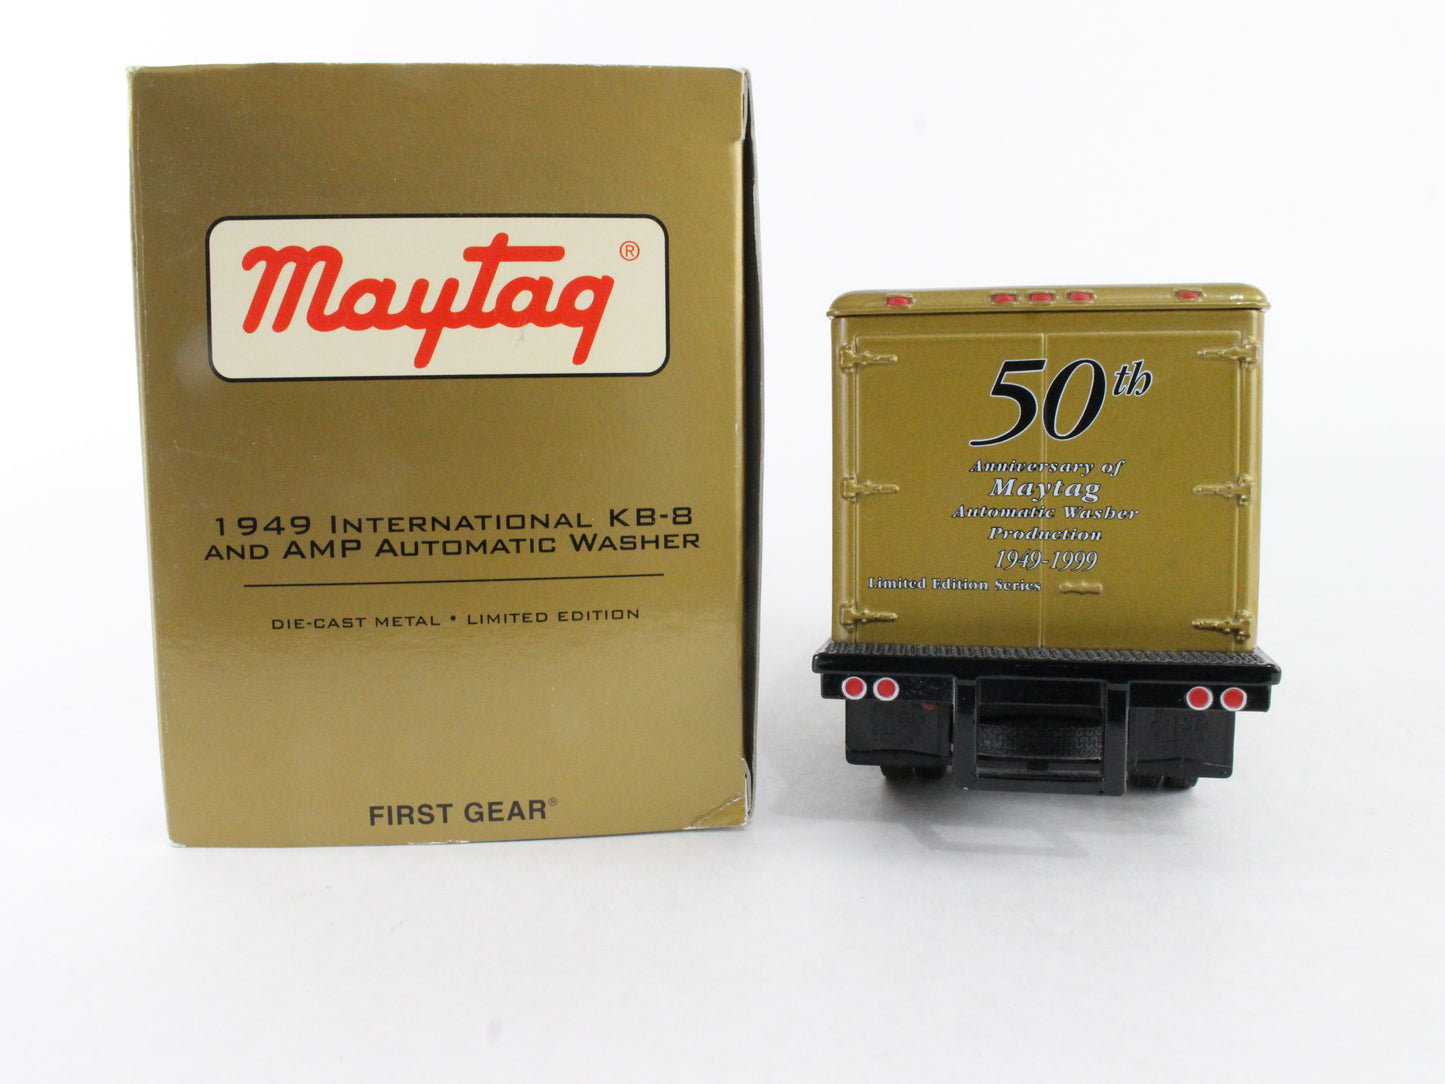 Maytag ®
1949 INTERNATIONAL KB-8
AND AMP AUTOMATIC WASHER
DIE-CAST METAL • LIMITED EDITION
FIRST GEAR®
50th
Anniversary of
Maytag
Automatic Washer
Production
1949-1999
Limited Edition Series